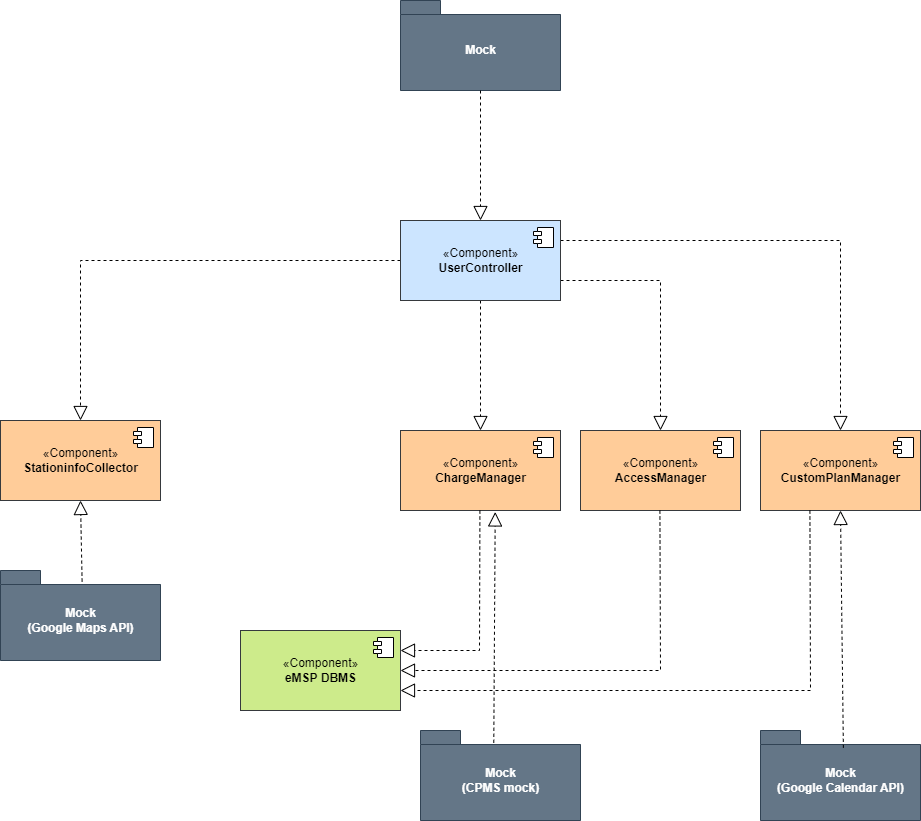 Mock
«Component»
UserController
«Component»
StationinfoCollector
«Component»
ChargeManager
«Component»
AccessManager
«Component»
CustomPlanManager
Mock
(Google Maps API)
«Component»
eMSP DBMS
Mock
(CPMS mock)
Mock
(Google Calendar API)